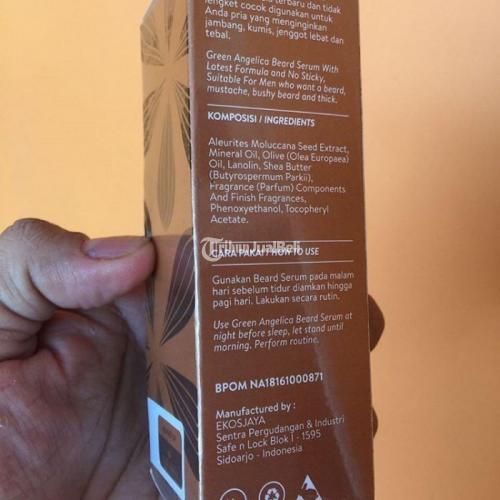 terbaru dan tidak
lengket cocok digunakan untuk
Anda pria yang menginginkan
jambang, kumis, jenggot lebat dan
tebal.
Green Angelica Beard Serum With
Latest Formula and No Sticky,
Suitable For Men who want a beard,
mustache, bushy beard and thick.
KOMPOSISI / INGREDIENTS
Aleurites Moluccana Seed Extract,
Mineral Oil, Olive (Olea Europaea)
Oil, Lanolin, Shea Butter
(Butyrospermum Parkii),
Fragrance (Parfum) Components
And Finish Fragrances,
Phenoxyethanol, Tocopheryl
Acetate.
Tribun JualBeli
CARA PAKAI / HOW TO USE
Gunakan Beard Serum pada malam
hari sebelum tidur diamkan hingga
pagi hari. Lakukan secara rutin.
Use Green Angelica Beard Serum at
night before sleep, let stand until
morning. Perform routine.
BPOM NA18161000871
Manufactured by :
EKOSJAYA
Sentra Pergudangan & Industri
Safe n Lock Blok I - 1595
Sidoarjo - Indonesia